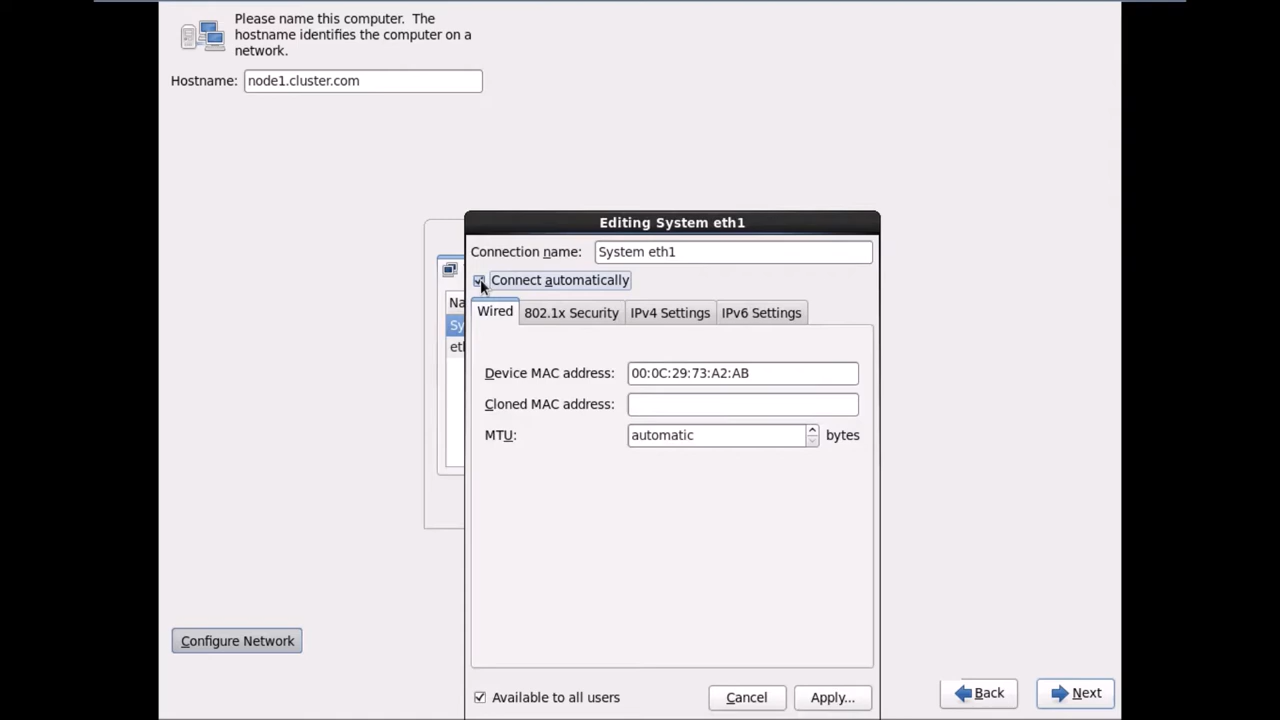 Please name this computer.  The
hostname identifies the computer on a
network.
Hostname: node1.cluster.com
Editing System eth1
Connection name: System eth1
Connect automatically
Na
Wired 802.1x Security IPv4 Settings IPv6 Settings
Sy
et
Device MAC address: 00:0C:29:73:A2:AB
Cloned MAC address:
MTU: automatic bytes
Configure Network
Available to all users Cancel Apply...
Back Next